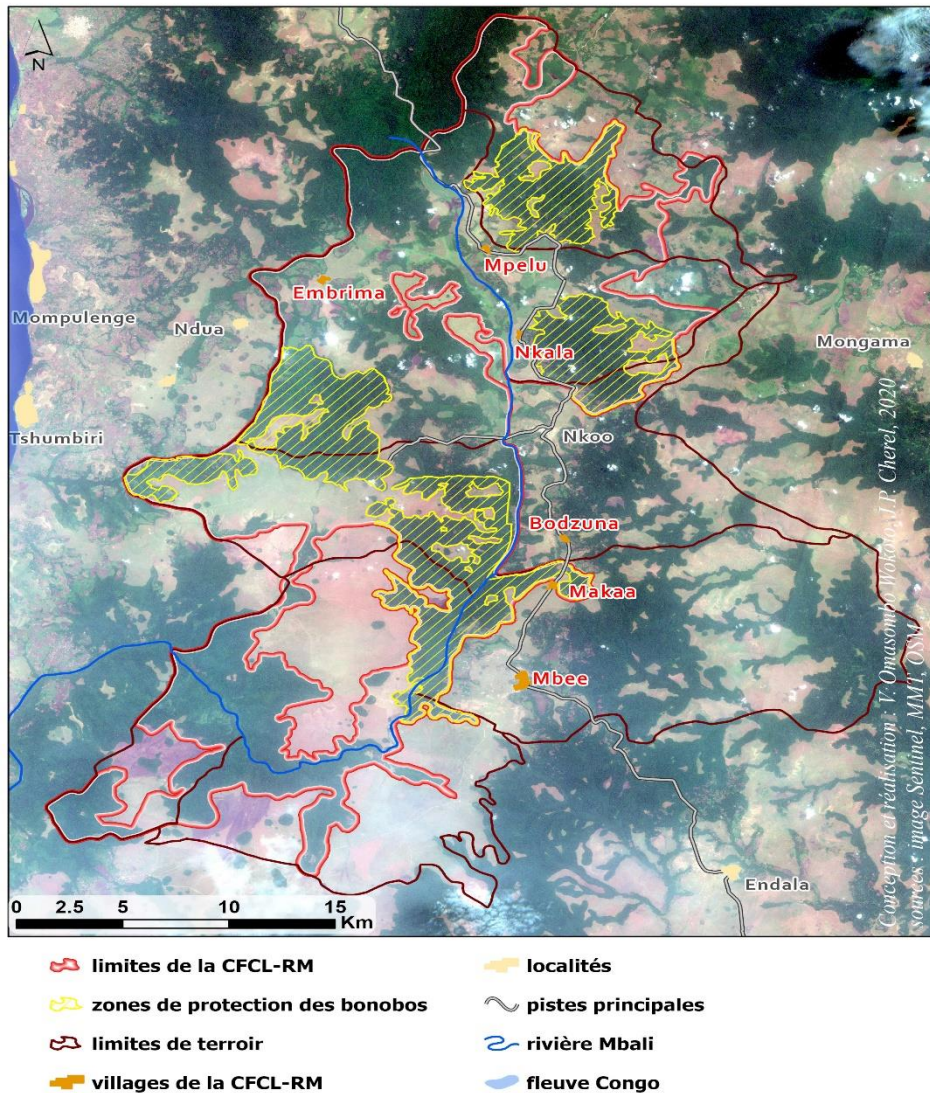 N
Mpelu
Embrima
Mompulenge
Ndua
Nkala
Mongama
Tshumbiri
Nkoo
Bodzuna
Makaa
Mbee
Endala
Conception et réalisation : V. Omasombo Wokoto, J.P. Cherel, 2020
sources : image Sentinel, MMT, OSM
0 2.5 5 10 15
Km
limites de la CFCL-RM
zones de protection des bonobos
limites de terroir
villages de la CFCL-RM
localités
pistes principales
rivière Mbali
fleuve Congo